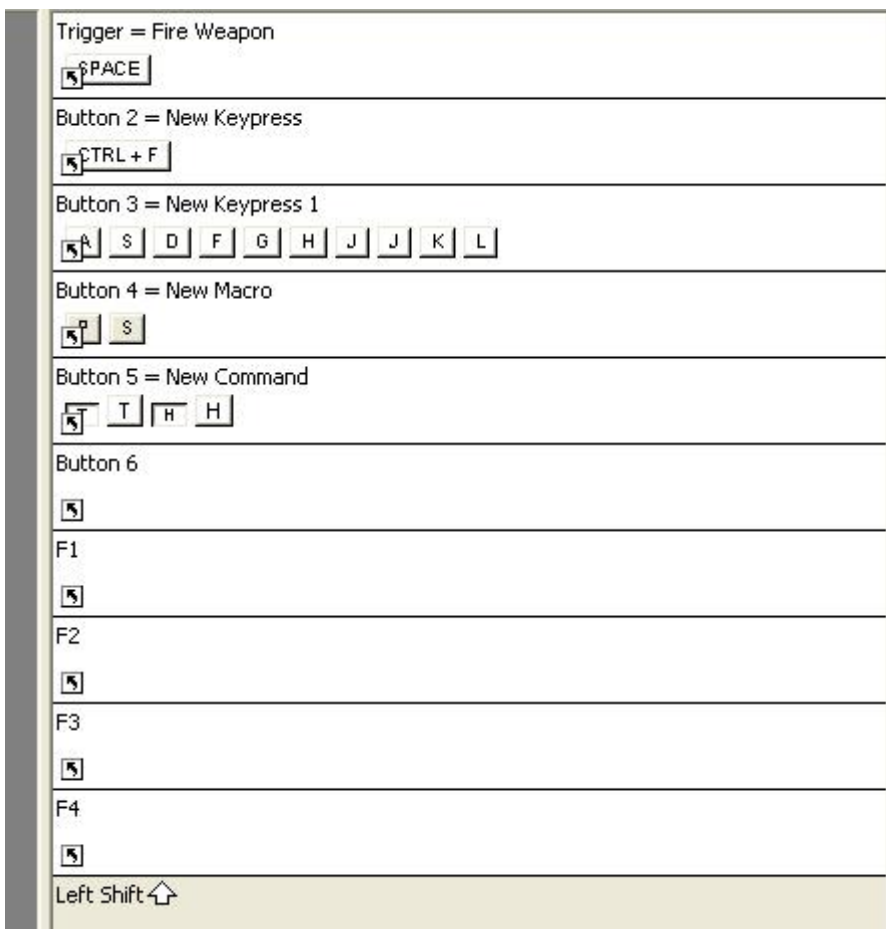 Trigger = Fire Weapon
SPACE
Button 2 = New Keypress
CTRL + F
Button 3 = New Keypress 1
A S D F G H J J K L
Button 4 = New Macro
S
Button 5 = New Command
T T H H
Button 6
F1
F2
F3
F4
Left Shift